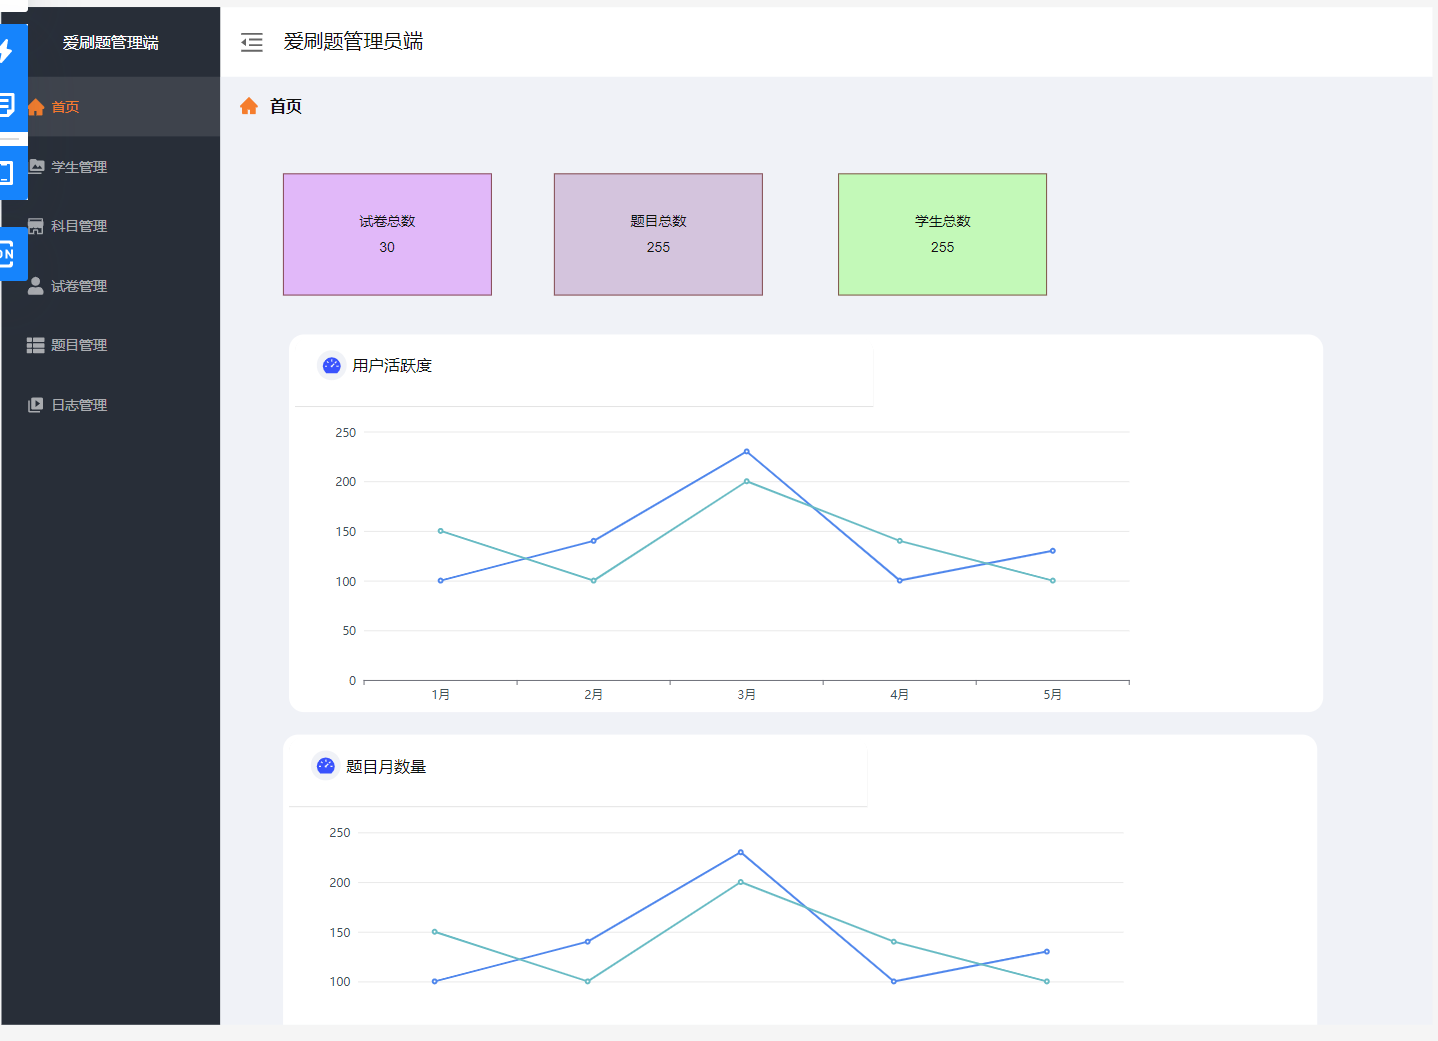 爱刷题管理端
爱刷题管理员端
首页
学生管理
科目管理
试卷管理
题目管理
日志管理
首页
试卷总数
30
题目总数
255
学生总数
255
用户活跃度
250
200
150
100
50
0
1月 2月 3月 4月 5月
题目月数量
250
200
150
100